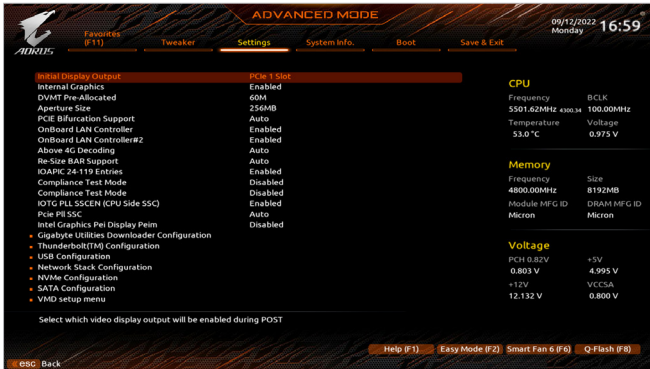 ADVANCED MODE
09/12/2022 Monday 16:59
AORUS
Favorites (F11) Tweaker Settings System Info. Boot Save & Exit
Initial Display Output PCIe 1 Slot
Internal Graphics Enabled
DVMT Pre-Allocated 60M
Aperture Size 256MB
PCIE Bifurcation Support Auto
OnBoard LAN Controller Enabled
OnBoard LAN Controller#2 Enabled
Above 4G Decoding Auto
Re-Size BAR Support Auto
IOAPIC 24-119 Entries Enabled
Compliance Test Mode Disabled
Compliance Test Mode Disabled
IOTG PLL SSCEN (CPU Side SSC) Enabled
Pcie Pll SSC Auto
Intel Graphics Pei Display Peim Disabled
Gigabyte Utilities Downloader Configuration
Thunderbolt(TM) Configuration
USB Configuration
Network Stack Configuration
NVMe Configuration
SATA Configuration
VMD setup menu
CPU
Frequency BCLK
5501.62MHz 4300.34 100.00MHz
Temperature Voltage
53.0 °C 0.975 V
Memory
Frequency Size
4800.00MHz 8192MB
Module MFG ID DRAM MFG ID
Micron Micron
Voltage
PCH 0.82V +5V
0.803 V 4.995 V
+12V VCCSA
12.132 V 0.800 V
Select which video display output will be enabled during POST
Help (F1) Easy Mode (F2) Smart Fan 6 (F6) Q-Flash (F8)
esc Back